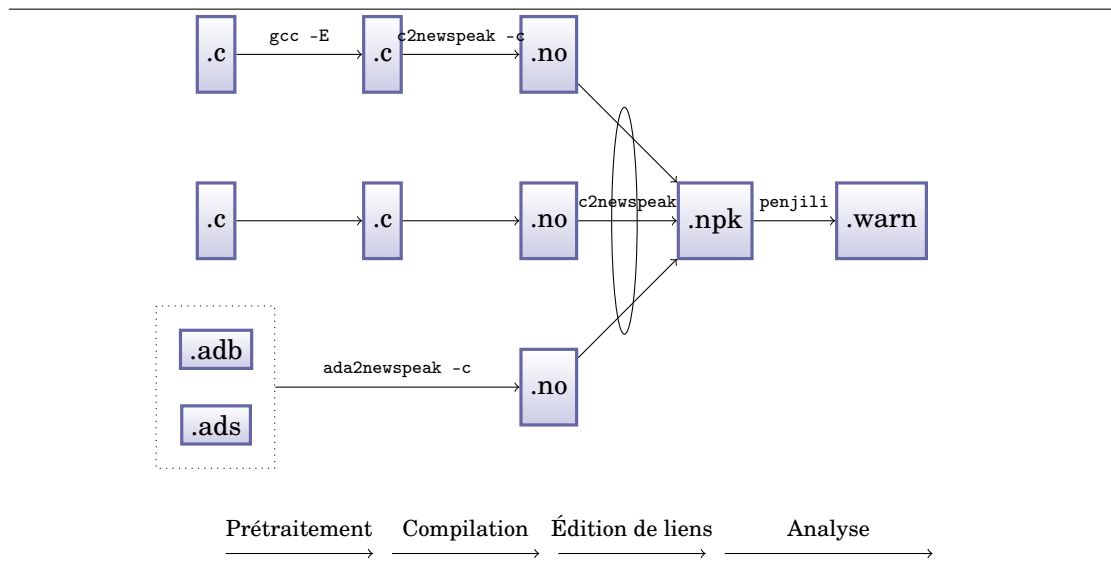 gcc -E
c2newspeak -c
.c
.c
.no
c2newspeak
penjili
.c
.c
.no
.npk
.warn
.adb
ada2newspeak -c
.no
.ads
Prétraitement
Compilation
Édition de liens
Analyse